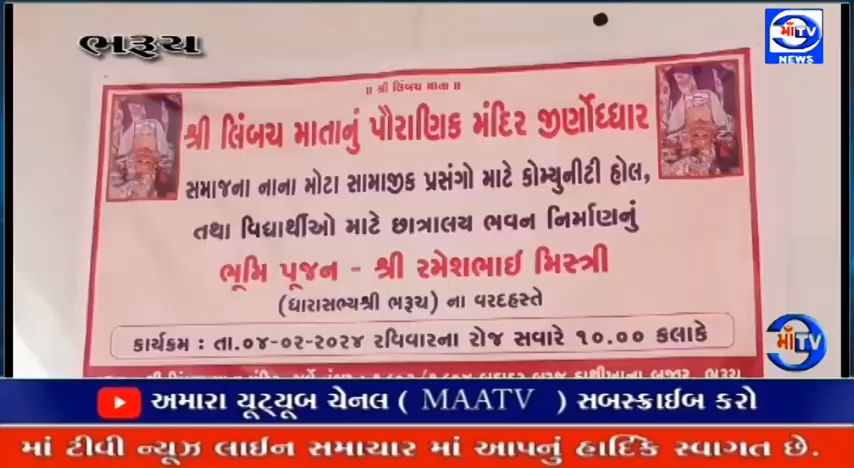 ભરૂચ
માઁ TV
NEWS
॥ શ્રી લિંબચ માતા ॥
શ્રી લિંબચ માતાનું પૌરાણિક મંદિર જીર્ણોધ્ધાર
સમાજના નાના મોટા સામાજીક પ્રસંગો માટે કોમ્યુનીટી હોલ,
તથા વિદ્યાર્થીઓ માટે છાત્રાલય ભવન નિર્માણનું
ભૂમિ પૂજન - શ્રી રમેશભાઈ મિસ્ત્રી
(ધારાસભ્યશ્રી ભરૂચ) ના વરદહસ્તે
કાર્યક્રમ : તા.૦૪-૦૨-૨૦૨૪ રવિવારના રોજ સવારે ૧૦.૦૦ કલાકે
માઁ TV
ભરૂચ
અમારા યૂટ્યૂબ ચેનલ ( MAATV ) સબસ્ક્રાઈબ કરો
માં ટીવી ન્યૂઝ લાઈન સમાચાર માં આપનું હાર્દિક સ્વાગત છે.